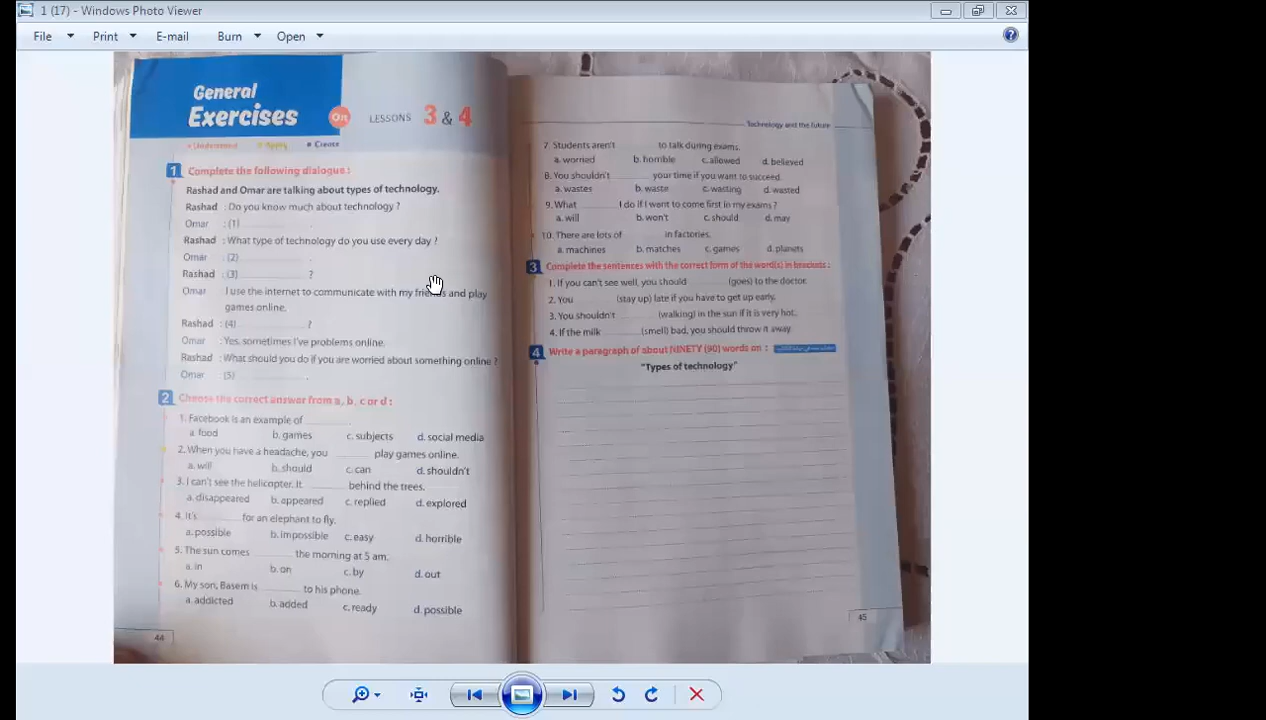 1 (17) - Windows Photo Viewer
File Print E-mail Burn Open
General
Exercises On LESSONS 3 & 4
Understand Apply Create
1 Complete the following dialogue:
Rashad and Omar are talking about types of technology.
Rashad : Do you know much about technology ?
Omar : (1) .
Rashad : What type of technology do you use every day ?
Omar : (2) .
Rashad : (3) ?
Omar : I use the internet to communicate with my friends and play
games online.
Rashad : (4) ?
Omar : Yes, sometimes I've problems online.
Rashad : What should you do if you are worried about something online ?
Omar : (5) .
2 Choose the correct answer from a, b, c or d :
1. Facebook is an example of .
a. food b. games c. subjects d. social media
2. When you have a headache, you play games online.
a. will b. should c. can d. shouldn't
3. I can't see the helicopter. It behind the trees.
a. disappeared b. appeared c. replied d. explored
4. It's for an elephant to fly.
a. possible b. impossible c. easy d. horrible
5. The sun comes the morning at 5 am.
a. in b. on c. by d. out
6. My son, Basem is to his phone.
a. addicted b. added c. ready d. possible
44
Technology and the future
7. Students aren't to talk during exams.
a. worried b. horrible c. allowed d. believed
8. You shouldn't your time if you want to succeed.
a. wastes b. waste c. wasting d. wasted
9. What I do if I want to come first in my exams ?
a. will b. won't c. should d. may
10. There are lots of in factories.
a. machines b. matches c. games d. planets
3 Complete the sentences with the correct form of the word(s) in brackets :
1. If you can't see well, you should (goes) to the doctor.
2. You (stay up) late if you have to get up early.
3. You shouldn't (walking) in the sun if it is very hot.
4. If the milk (smell) bad, you should throw it away.
4 Write a paragraph of about NINETY (90) words on :
"Types of technology"
45